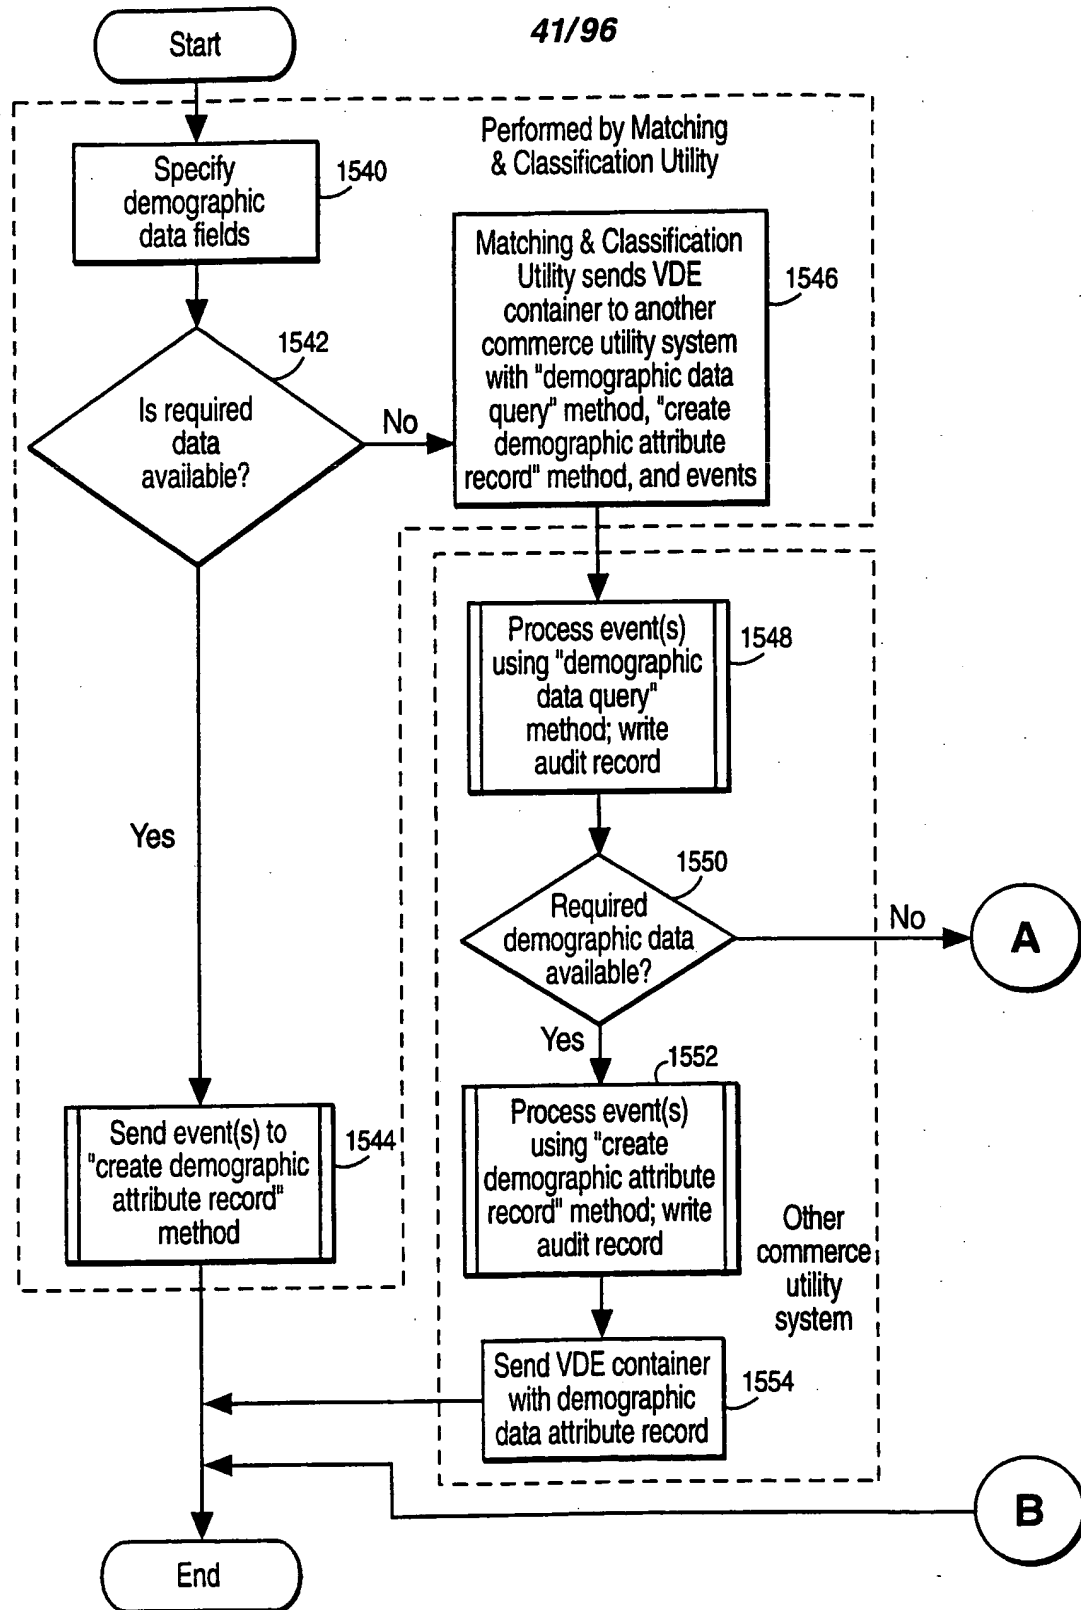 41/96
Start
Performed by Matching
& Classification Utility
Specify
demographic
data fields
1540
Matching & Classification
Utility sends VDE
container to another
commerce utility system
with "demographic data
query" method, "create
demographic attribute
record" method, and events
1546
1542
Is required
data
available?
No
Process event(s)
using "demographic
data query"
method; write
audit record
1548
Yes
1550
Required
demographic data
available?
No
A
Yes
1552
Send event(s) to
"create demographic
attribute record"
method
1544
Process event(s)
using "create
demographic attribute
record" method; write
audit record
Other
commerce
utility
system
Send VDE container
with demographic
data attribute record
1554
B
End